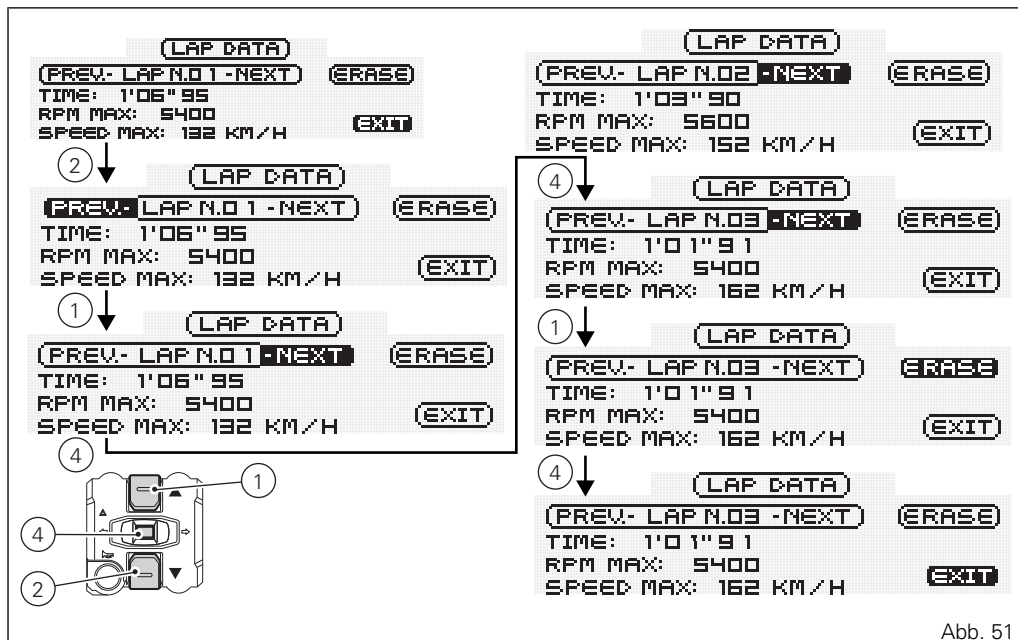 (LAP DATA)
(PREV.- LAP N.01 -NEXT) (ERASE)
TIME: 1'06"95
RPM MAX: 5400
SPEED MAX: 132 KM/H (EXIT)
2
(LAP DATA)
(PREV.- LAP N.01 -NEXT) (ERASE)
TIME: 1'06"95
RPM MAX: 5400
SPEED MAX: 132 KM/H (EXIT)
1
(LAP DATA)
(PREV.- LAP N.01 -NEXT) (ERASE)
TIME: 1'06"95
RPM MAX: 5400
SPEED MAX: 132 KM/H (EXIT)
4
1
4
2
(LAP DATA)
(PREV.- LAP N.02 -NEXT) (ERASE)
TIME: 1'03"90
RPM MAX: 5600
SPEED MAX: 152 KM/H (EXIT)
4
(LAP DATA)
(PREV.- LAP N.03 -NEXT) (ERASE)
TIME: 1'01"91
RPM MAX: 5400
SPEED MAX: 162 KM/H (EXIT)
1
(LAP DATA)
(PREV.- LAP N.03 -NEXT) (ERASE)
TIME: 1'01"91
RPM MAX: 5400
SPEED MAX: 162 KM/H (EXIT)
4
(LAP DATA)
(PREV.- LAP N.03 -NEXT) (ERASE)
TIME: 1'01"91
RPM MAX: 5400
SPEED MAX: 162 KM/H (EXIT)
Abb. 51